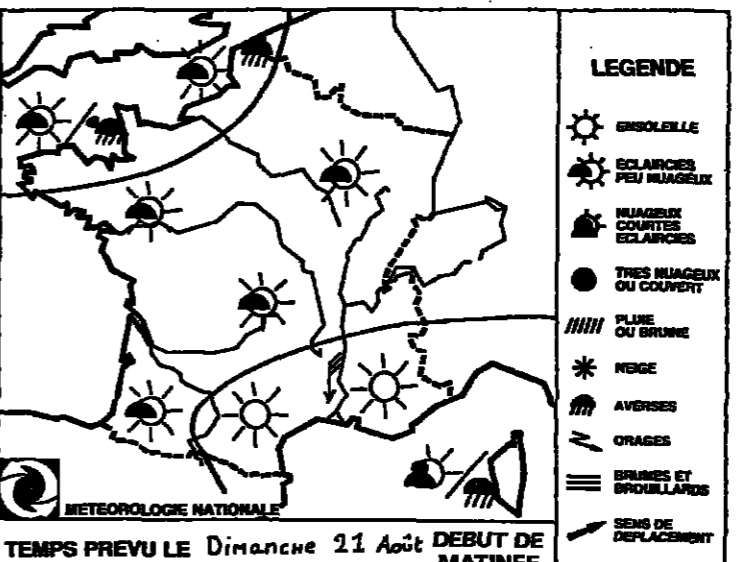 LEGENDE
ENSOLEILLE
ECLAIRCIES
PEU NUAGEUX
NUAGEUX
COURTES
ECLAIRCIES
TRES NUAGEUX
OU COUVERT
PLUIE
OU BRUINE
NEIGE
AVERSES
ORAGES
BRUMES ET
BROUILLARDS
SENS DE
DEPLACEMENT
METEOROLOGIE NATIONALE
TEMPS PREVU LE Dimanche 21 Août DEBUT DE
MATINEE